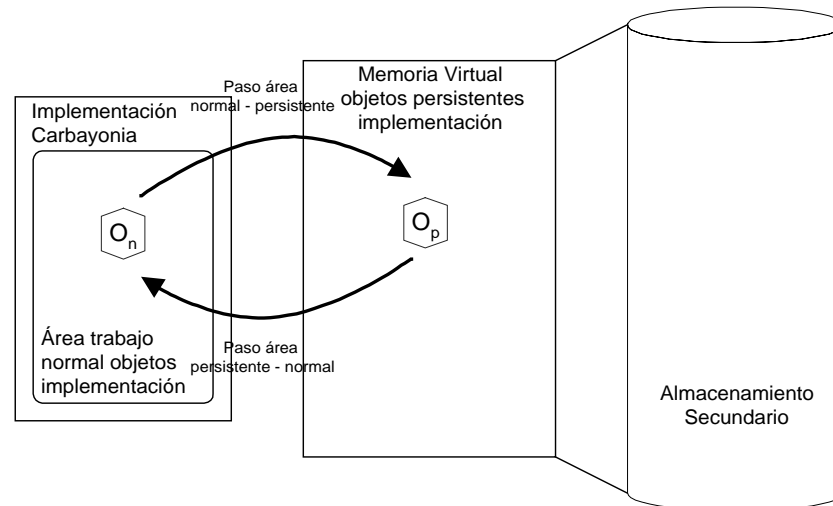 Implementación
Carbayonia
Paso área
normal - persistente
Memoria Virtual
objetos persistentes
implementación
On
Op
Área trabajo
normal objetos
implementación
Paso área
persistente - normal
Almacenamiento
Secundario